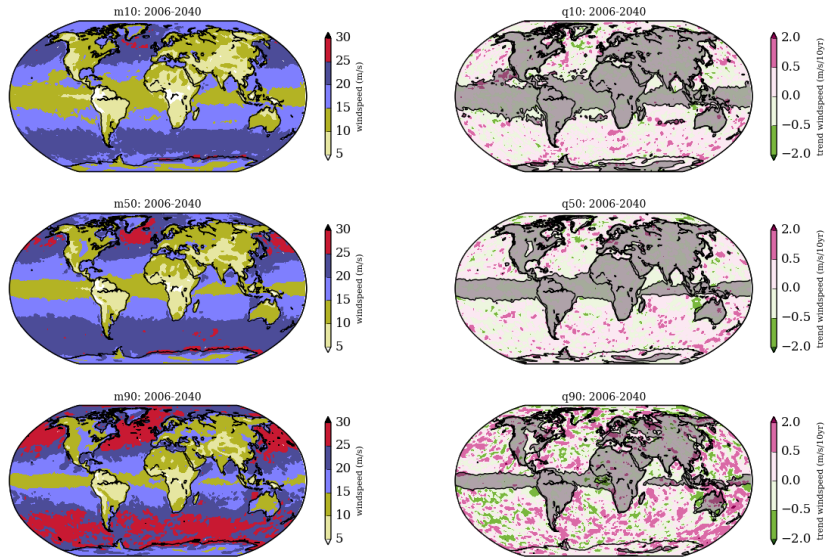 m10: 2006-2040
30
25
20
15
10
5
windspeed (m/s)
q10: 2006-2040
2.0
0.5
0.0
−0.5
−2.0
trend windspeed (m/s/10yr)
m50: 2006-2040
30
25
20
15
10
5
windspeed (m/s)
q50: 2006-2040
2.0
0.5
0.0
−0.5
−2.0
trend windspeed (m/s/10yr)
m90: 2006-2040
30
25
20
15
10
5
windspeed (m/s)
q90: 2006-2040
2.0
0.5
0.0
−0.5
−2.0
trend windspeed (m/s/10yr)